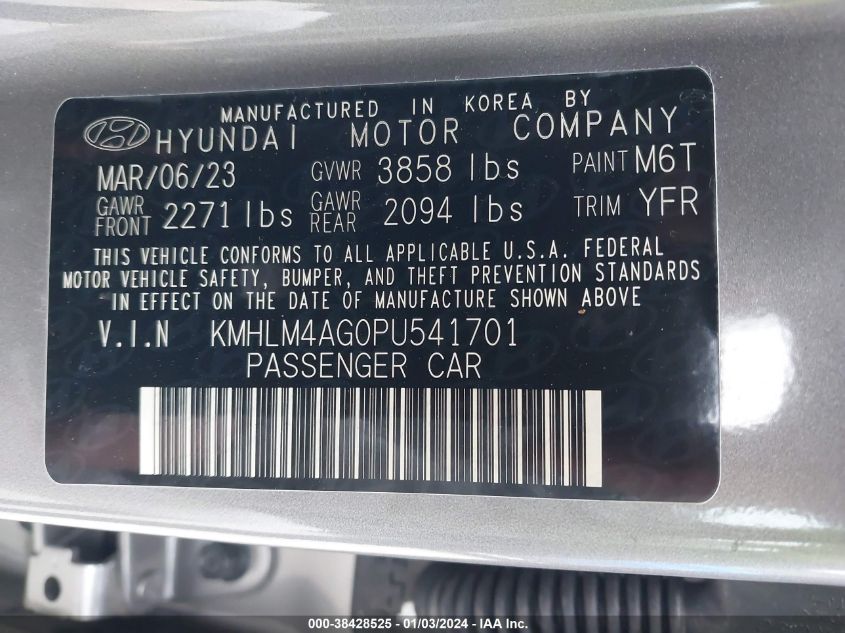 MANUFACTURED IN KOREA BY
HYUNDAI MOTOR COMPANY
MAR/06/23 GVWR 3858 lbs PAINT M6T
GAWR FRONT 2271 lbs GAWR REAR 2094 lbs TRIM YFR
THIS VEHICLE CONFORMS TO ALL APPLICABLE U.S.A. FEDERAL
MOTOR VEHICLE SAFETY, BUMPER, AND THEFT PREVENTION STANDARDS
IN EFFECT ON THE DATE OF MANUFACTURE SHOWN ABOVE
V.I.N KMHLM4AG0PU541701
PASSENGER CAR
000-38428525 - 01/03/2024 - IAA, Inc.